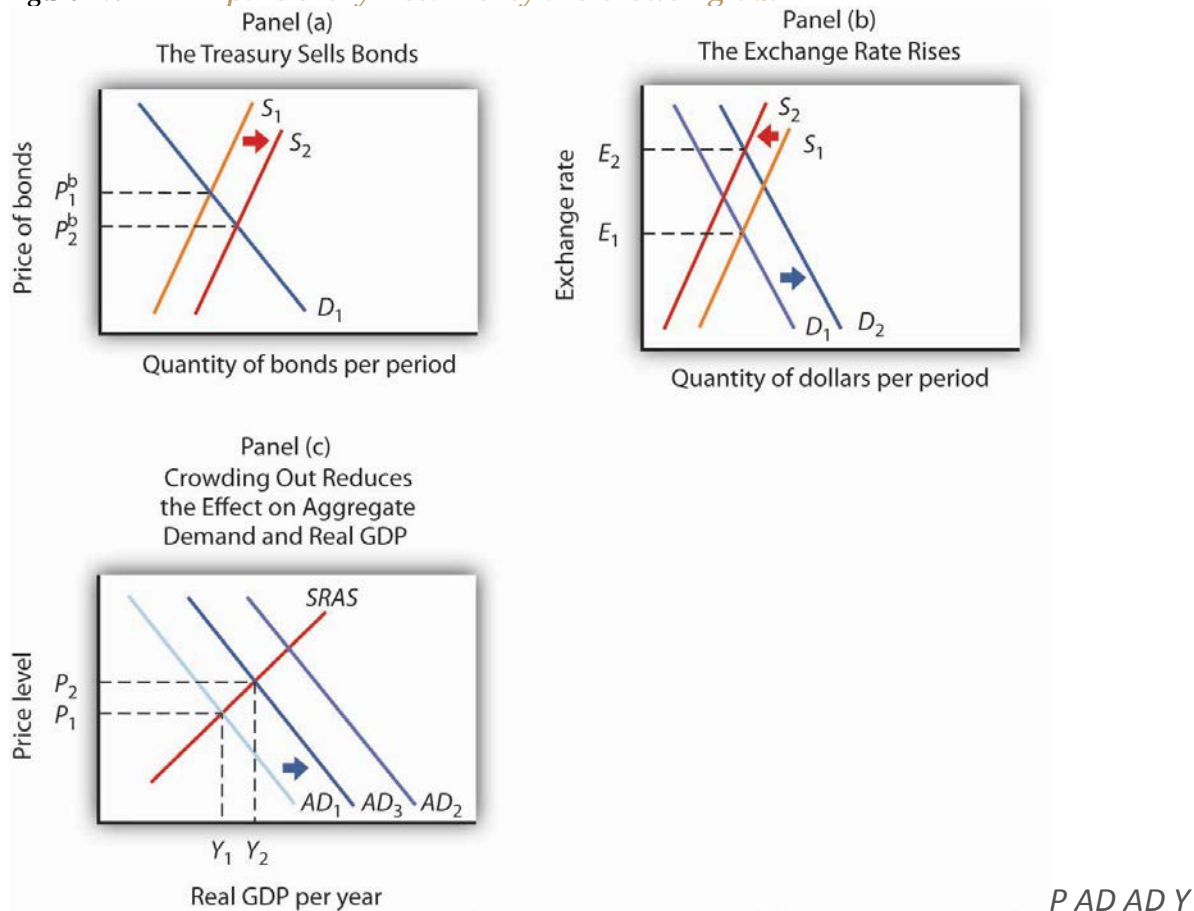 Panel (a)
The Treasury Sells Bonds
S1
S2
P1b
P2b
D1
Price of bonds
Quantity of bonds per period
Panel (b)
The Exchange Rate Rises
S2
S1
E2
E1
D1
D2
Exchange rate
Quantity of dollars per period
Panel (c)
Crowding Out Reduces
the Effect on Aggregate
Demand and Real GDP
SRAS
P2
P1
AD1
AD3
AD2
Price level
Y1
Y2
Real GDP per year
P AD AD Y